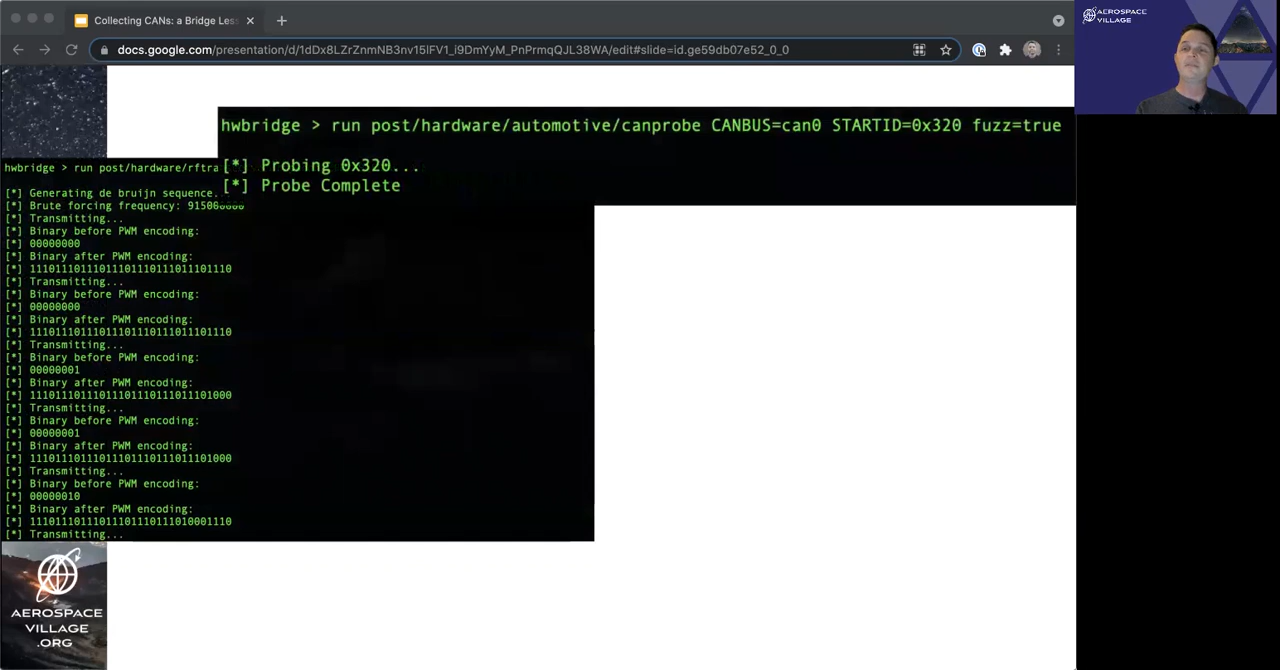 Collecting CANs: a Bridge Less
docs.google.com/presentation/d/1dDx8LZrZnmNB3nv15lFV1_i9DmYyM_PnPrmqQJL38WA/edit#slide=id.ge59db07e52_0_0
AEROSPACE
VILLAGE
hwbridge > run post/hardware/automotive/canprobe CANBUS=can0 STARTID=0x320 fuzz=true
[*] Probing 0x320...
[*] Probe Complete
hwbridge > run post/hardware/rftra
[*] Generating de bruijn sequence.
[*] Brute forcing frequency: 915000000
[*] Transmitting...
[*] Binary before PWM encoding:
[*] 00000000
[*] Binary after PWM encoding:
[*] 11101110111011101110111011101110
[*] Transmitting...
[*] Binary before PWM encoding:
[*] 00000000
[*] Binary after PWM encoding:
[*] 11101110111011101110111011101110
[*] Transmitting...
[*] Binary before PWM encoding:
[*] 00000001
[*] Binary after PWM encoding:
[*] 11101110111011101110111011101000
[*] Transmitting...
[*] Binary before PWM encoding:
[*] 00000001
[*] Binary after PWM encoding:
[*] 11101110111011101110111011101000
[*] Transmitting...
[*] Binary before PWM encoding:
[*] 00000010
[*] Binary after PWM encoding:
[*] 11101110111011101110111010001110
[*] Transmitting...
AEROSPACE
VILLAGE
.ORG